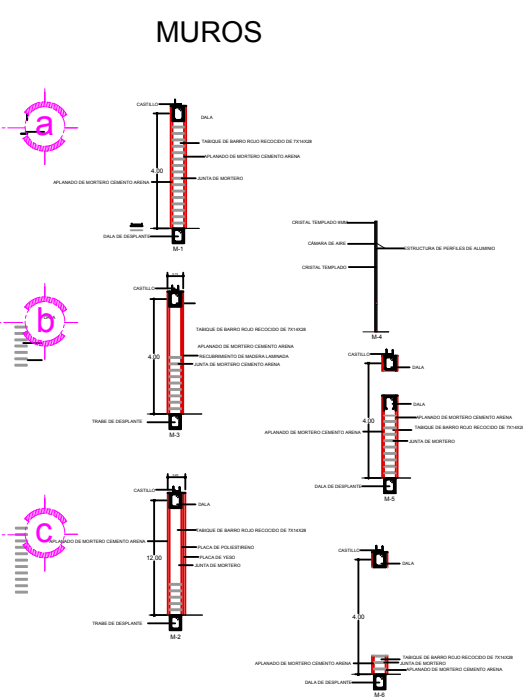 MUROS
a
CASTILLO
DALA
TABIQUE DE BARRO ROJO RECOCIDO DE 7X14X28
APLANADO DE MORTERO CEMENTO ARENA
4.00
JUNTA DE MORTERO
APLANADO DE MORTERO CEMENTO ARENA
DALA DE DESPLANTE
M-1
CRISTAL TEMPLADO 9MM
CÁMARA DE AIRE
ESTRUCTURA DE PERFILES DE ALUMINIO
CRISTAL TEMPLADO
M-4
b
CASTILLO
TABIQUE DE BARRO ROJO RECOCIDO DE 7X14X28
APLANADO DE MORTERO CEMENTO ARENA
4.00
RECUBRIMIENTO DE MADERA LAMINADA
JUNTA DE MORTERO CEMENTO ARENA
TRABE DE DESPLANTE
M-3
CASTILLO
DALA
DALA
4.00
APLANADO DE MORTERO CEMENTO ARENA
TABIQUE DE BARRO ROJO RECOCIDO DE 7X14X28
APLANADO DE MORTERO CEMENTO ARENA
JUNTA DE MORTERO
DALA DE DESPLANTE
M-5
c
CASTILLO
DALA
TABIQUE DE BARRO ROJO RECOCIDO DE 7X14X28
APLANADO DE MORTERO CEMENTO ARENA
PLACA DE POLIESTIRENO
12.00
PLACA DE YESO
JUNTA DE MORTERO
TRABE DE DESPLANTE
M-2
CASTILLO
DALA
4.00
TABIQUE DE BARRO ROJO RECOCIDO DE 7X14X28
APLANADO DE MORTERO CEMENTO ARENA
JUNTA DE MORTERO
APLANADO DE MORTERO CEMENTO ARENA
DALA DE DESPLANTE
M-6